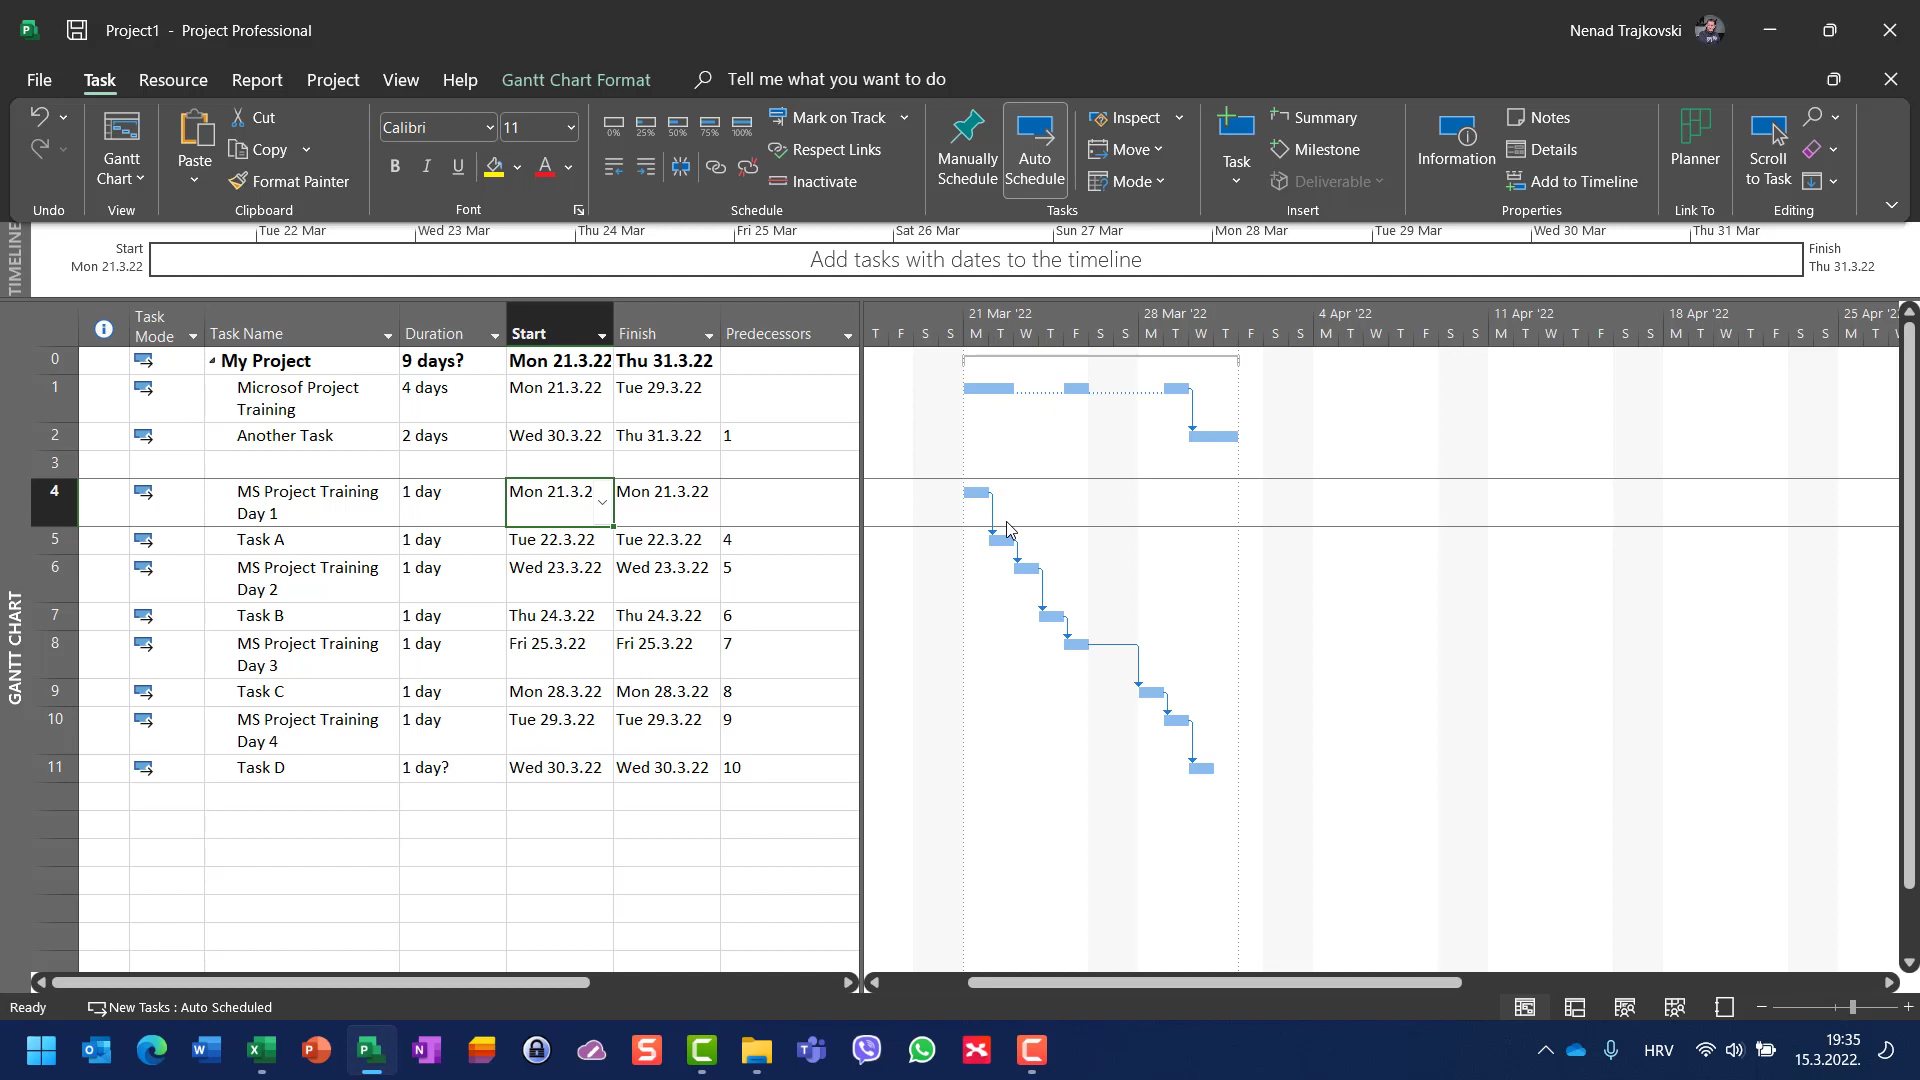 Project1 - Project Professional
Nenad Trajkovski
File Task Resource Report Project View Help Gantt Chart Format Tell me what you want to do
Gantt
Chart
Paste
Cut
Copy
Format Painter
Calibri 11
B I U A
0% 25% 50% 75% 100%
Mark on Track
Respect Links
Inactivate
Manually
Schedule
Auto
Schedule
Inspect
Move
Mode
Task
Summary
Milestone
Deliverable
Information
Notes
Details
Add to Timeline
Planner
Scroll
to Task
Undo View Clipboard Font Schedule Tasks Insert Properties Link To Editing
TIMELINE
Tue 22 Mar Wed 23 Mar Thu 24 Mar Fri 25 Mar Sat 26 Mar Sun 27 Mar Mon 28 Mar Tue 29 Mar Wed 30 Mar Thu 31 Mar
Start
Mon 21.3.22
Add tasks with dates to the timeline
Finish
Thu 31.3.22
GANTT CHART
Task
Mode Task Name Duration Start Finish Predecessors
21 Mar '22 28 Mar '22 4 Apr '22 11 Apr '22 18 Apr '22 25 Apr '2
T F S S M T W T F S S M T W T F S S M T W T F S S M T W T F S S M T W T F S S M T
0 My Project 9 days? Mon 21.3.22 Thu 31.3.22
1 Microsof Project
Training 4 days Mon 21.3.22 Tue 29.3.22
2 Another Task 2 days Wed 30.3.22 Thu 31.3.22 1
3
4 MS Project Training
Day 1 1 day Mon 21.3.2 Mon 21.3.22
5 Task A 1 day Tue 22.3.22 Tue 22.3.22 4
6 MS Project Training
Day 2 1 day Wed 23.3.22 Wed 23.3.22 5
7 Task B 1 day Thu 24.3.22 Thu 24.3.22 6
8 MS Project Training
Day 3 1 day Fri 25.3.22 Fri 25.3.22 7
9 Task C 1 day Mon 28.3.22 Mon 28.3.22 8
10 MS Project Training
Day 4 1 day Tue 29.3.22 Tue 29.3.22 9
11 Task D 1 day? Wed 30.3.22 Wed 30.3.22 10
Ready New Tasks : Auto Scheduled
HRV
19:35
15.3.2022.